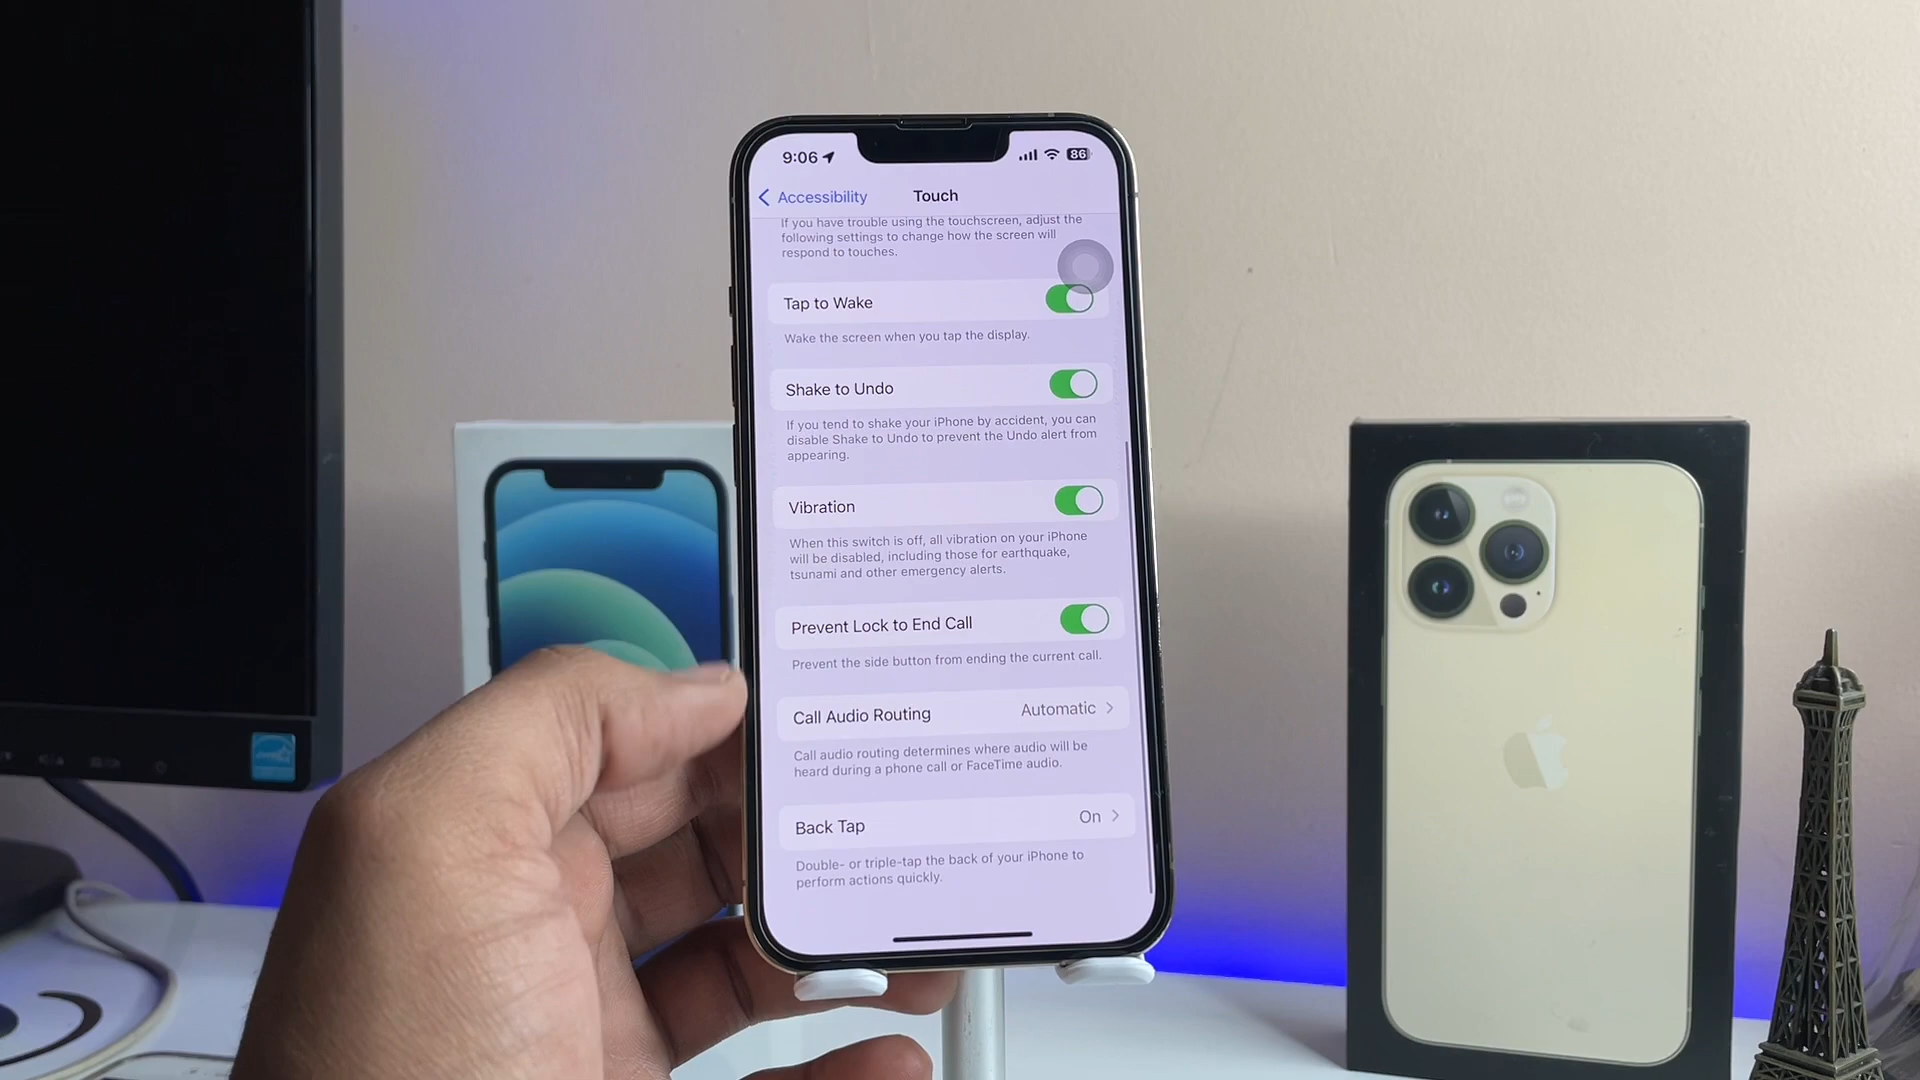 9:06
86
Accessibility
Touch
If you have trouble using the touchscreen, adjust the
following settings to change how the screen will
respond to touches.
Tap to Wake
Wake the screen when you tap the display.
Shake to Undo
If you tend to shake your iPhone by accident, you can
disable Shake to Undo to prevent the Undo alert from
appearing.
Vibration
When this switch is off, all vibration on your iPhone
will be disabled, including those for earthquake,
tsunami and other emergency alerts.
Prevent Lock to End Call
Prevent the side button from ending the current call.
Call Audio Routing Automatic
Call audio routing determines where audio will be
heard during a phone call or FaceTime audio.
Back Tap On
Double- or triple-tap the back of your iPhone to
perform actions quickly.